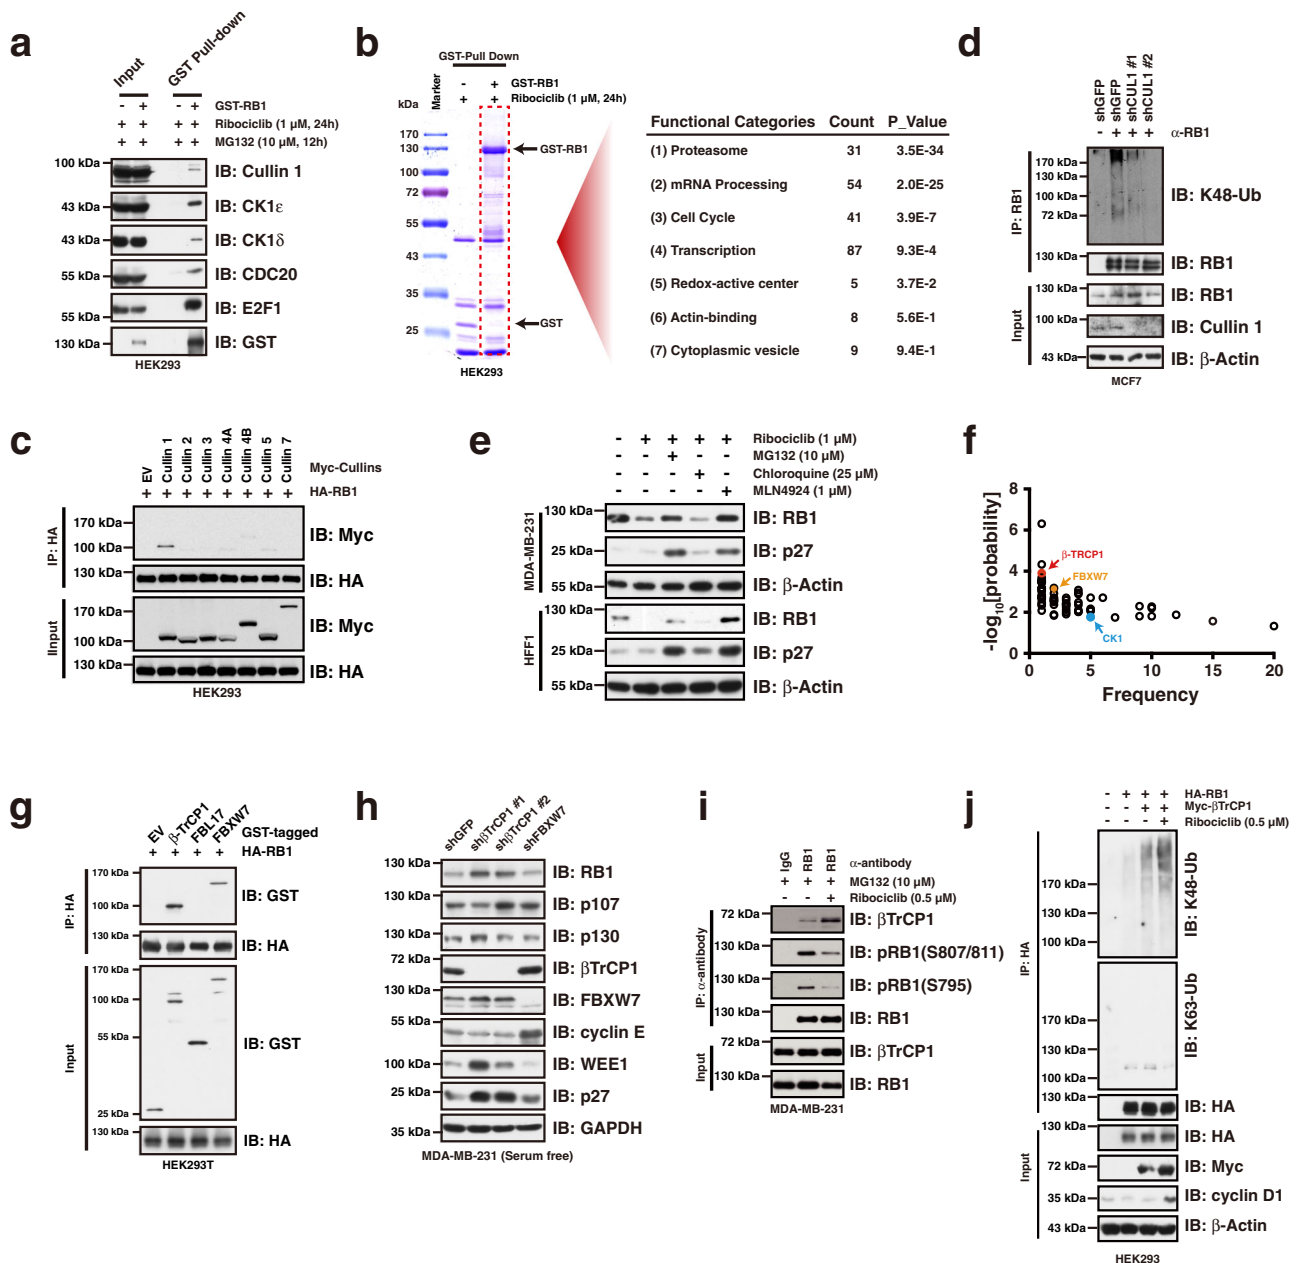 a
Input
GST Pull-down
- + - + GST-RB1
+ + + + Ribociclib (1 µM, 24h)
+ + + + MG132 (10 µM, 12h)
100 kDa IB: Cullin 1
43 kDa IB: CK1ε
43 kDa IB: CK1δ
55 kDa IB: CDC20
55 kDa IB: E2F1
130 kDa IB: GST
HEK293
b
GST-Pull Down
Marker
- + GST-RB1
+ + Ribociclib (1 µM, 24h)
kDa
170
130
100
72
55
43
35
25
GST-RB1
GST
HEK293
Functional Categories Count P_Value
(1) Proteasome 31 3.5E-34
(2) mRNA Processing 54 2.0E-25
(3) Cell Cycle 41 3.9E-7
(4) Transcription 87 9.3E-4
(5) Redox-active center 5 3.7E-2
(6) Actin-binding 8 5.6E-1
(7) Cytoplasmic vesicle 9 9.4E-1
c
EV
Cullin 1
Cullin 2
Cullin 3
Cullin 4A
Cullin 4B
Cullin 5
Cullin 7
Myc-Cullins
+ + + + + + + + HA-RB1
IP: HA
170 kDa
100 kDa
IB: Myc
130 kDa IB: HA
IInput
170 kDa
100 kDa
IB: Myc
130 kDa IB: HA
HEK293
d
shGFP
shGFP
shCUL1 #1
shCUL1 #2
- + + + α-RB1
IP: RB1
170 kDa
130 kDa
100 kDa
72 kDa
IB: K48-Ub
130 kDa IB: RB1
Input
130 kDa IB: RB1
100 kDa IB: Cullin 1
43 kDa IB: β-Actin
MCF7
e
- + + + + Ribociclib (1 µM)
- - + - - MG132 (10 µM)
- - - + - Chloroquine (25 µM)
- - - - + MLN4924 (1 µM)
MDA-MB-231
130 kDa IB: RB1
25 kDa IB: p27
55 kDa IB: β-Actin
HFF1
130 kDa IB: RB1
25 kDa IB: p27
55 kDa IB: β-Actin
f
-log10[probability]
8
6
4
2
0
β-TRCP1
FBXW7
CK1
0 5 10 15 20
Frequency
g
EV
β-TrCP1
FBL17
FBXW7
GST-tagged
+ + + + HA-RB1
IP: HA
170 kDa
100 kDa
IB: GST
130 kDa IB: HA
Input
170 kDa
100 kDa
55 kDa
25 kDa
IB: GST
130 kDa IB: HA
HEK293T
h
shGFP
shβTrCP1 #1
shβTrCP1 #2
shFBXW7
130 kDa IB: RB1
130 kDa IB: p107
130 kDa IB: p130
72 kDa IB: βTrCP1
100 kDa IB: FBXW7
55 kDa IB: cyclin E
100 kDa IB: WEE1
25 kDa IB: p27
35 kDa IB: GAPDH
MDA-MB-231 (Serum free)
i
IgG
RB1
RB1
α-antibody
+ + + MG132 (10 µM)
- - + Ribociclib (0.5 µM)
IP: α-antibody
72 kDa IB: βTrCP1
130 kDa IB: pRB1(S807/811)
130 kDa IB: pRB1(S795)
130 kDa IB: RB1
Input
72 kDa IB: βTrCP1
130 kDa IB: RB1
MDA-MB-231
j
- + + + HA-RB1
- - + + Myc-βTrCP1
- - - + Ribociclib (0.5 µM)
IP: HA
170 kDa
130 kDa
100 kDa
IB: K48-Ub
170 kDa
130 kDa
100 kDa
IB: K63-Ub
IB: HA
Input
130 kDa IB: HA
72 kDa IB: Myc
35 kDa IB: cyclin D1
43 kDa IB: β-Actin
HEK293